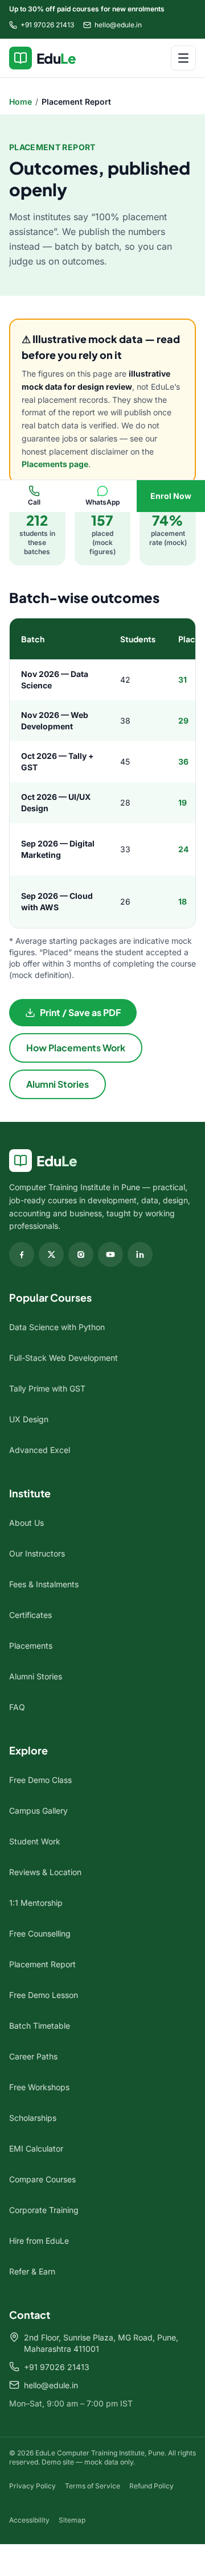 Up to 30% off paid courses for new enrolments
+91 97026 21413 hello@edule.in
EduLe
Home / Placement Report
PLACEMENT REPORT
Outcomes, published
openly
Most institutes say “100% placement
assistance”. We publish the numbers
instead — batch by batch, so you can
judge us on outcomes.
⚠ Illustrative mock data — read
before you rely on it
The figures on this page are illustrative
mock data for design review, not EduLe’s
real placement records. They show the
format of the report we will publish once
real batch data is verified. We do not
guarantee jobs or salaries — see our
honest placement disclaimer on the
Placements page.
Call WhatsApp Enrol Now
212 157 74%
students in
these
batches
placed
(mock
figures)
placement
rate (mock)
Batch-wise outcomes
Batch Students Plac
Nov 2026 — Data
Science
42 31
Nov 2026 — Web
Development
38 29
Oct 2026 — Tally +
GST
45 36
Oct 2026 — UI/UX
Design
28 19
Sep 2026 — Digital
Marketing
33 24
Sep 2026 — Cloud
with AWS
26 18
* Average starting packages are indicative mock
figures. “Placed” means the student accepted a
job offer within 3 months of completing the course
(mock definition).
Print / Save as PDF
How Placements Work
Alumni Stories
EduLe
Computer Training Institute in Pune — practical,
job-ready courses in development, data, design,
accounting and business, taught by working
professionals.
Popular Courses
Data Science with Python
Full-Stack Web Development
Tally Prime with GST
UX Design
Advanced Excel
Institute
About Us
Our Instructors
Fees & Instalments
Certificates
Placements
Alumni Stories
FAQ
Explore
Free Demo Class
Campus Gallery
Student Work
Reviews & Location
1:1 Mentorship
Free Counselling
Placement Report
Free Demo Lesson
Batch Timetable
Career Paths
Free Workshops
Scholarships
EMI Calculator
Compare Courses
Corporate Training
Hire from EduLe
Refer & Earn
Contact
2nd Floor, Sunrise Plaza, MG Road, Pune,
Maharashtra 411001
+91 97026 21413
hello@edule.in
Mon–Sat, 9:00 am – 7:00 pm IST
© 2026 EduLe Computer Training Institute, Pune. All rights
reserved. Demo site — mock data only.
Privacy Policy Terms of Service Refund Policy
Accessibility Sitemap